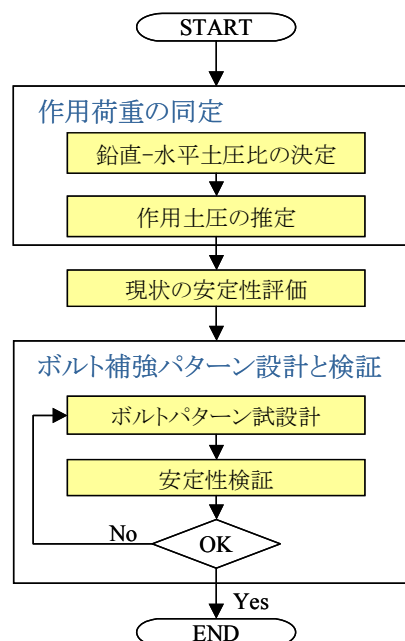 START
作用荷重の同定
鉛直−水平土圧比の決定
作用土圧の推定
現状の安定性評価
ボルト補強パターン設計と検証
ボルトパターン試設計
安定性検証
No
OK
Yes
END